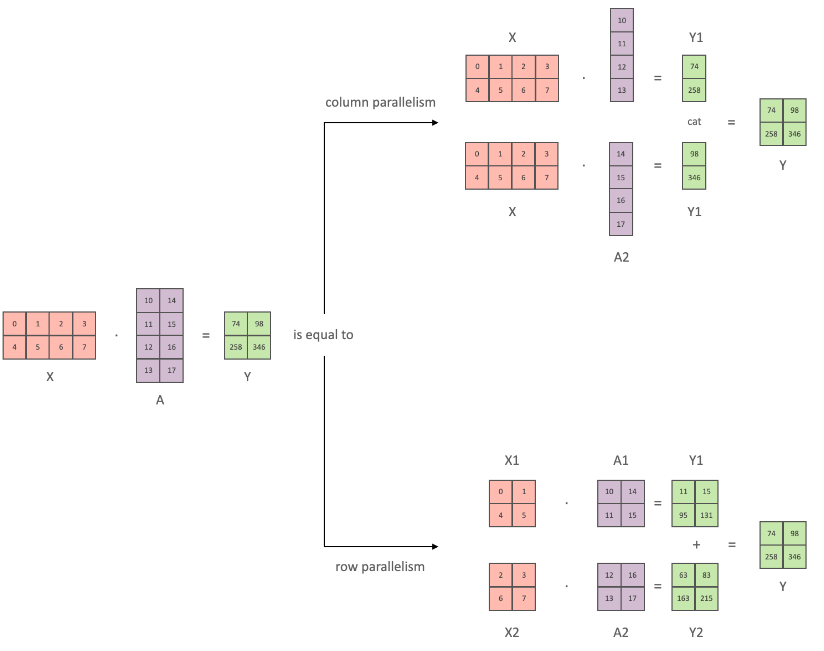 X
0 1 2 3
4 5 6 7
·
10
11
12
13
=
Y1
74
258
column parallelism
cat
0 1 2 3
4 5 6 7
X
·
14
15
16
17
A2
=
98
346
Y1
=
74 98
258 346
Y
0 1 2 3
4 5 6 7
X
·
10 14
11 15
12 16
13 17
A
=
74 98
258 346
Y
is equal to
row parallelism
X1
0 1
4 5
·
A1
10 14
11 15
=
Y1
11 15
95 131
+
2 3
6 7
X2
·
12 16
13 17
A2
=
63 83
163 215
Y2
=
74 98
258 346
Y